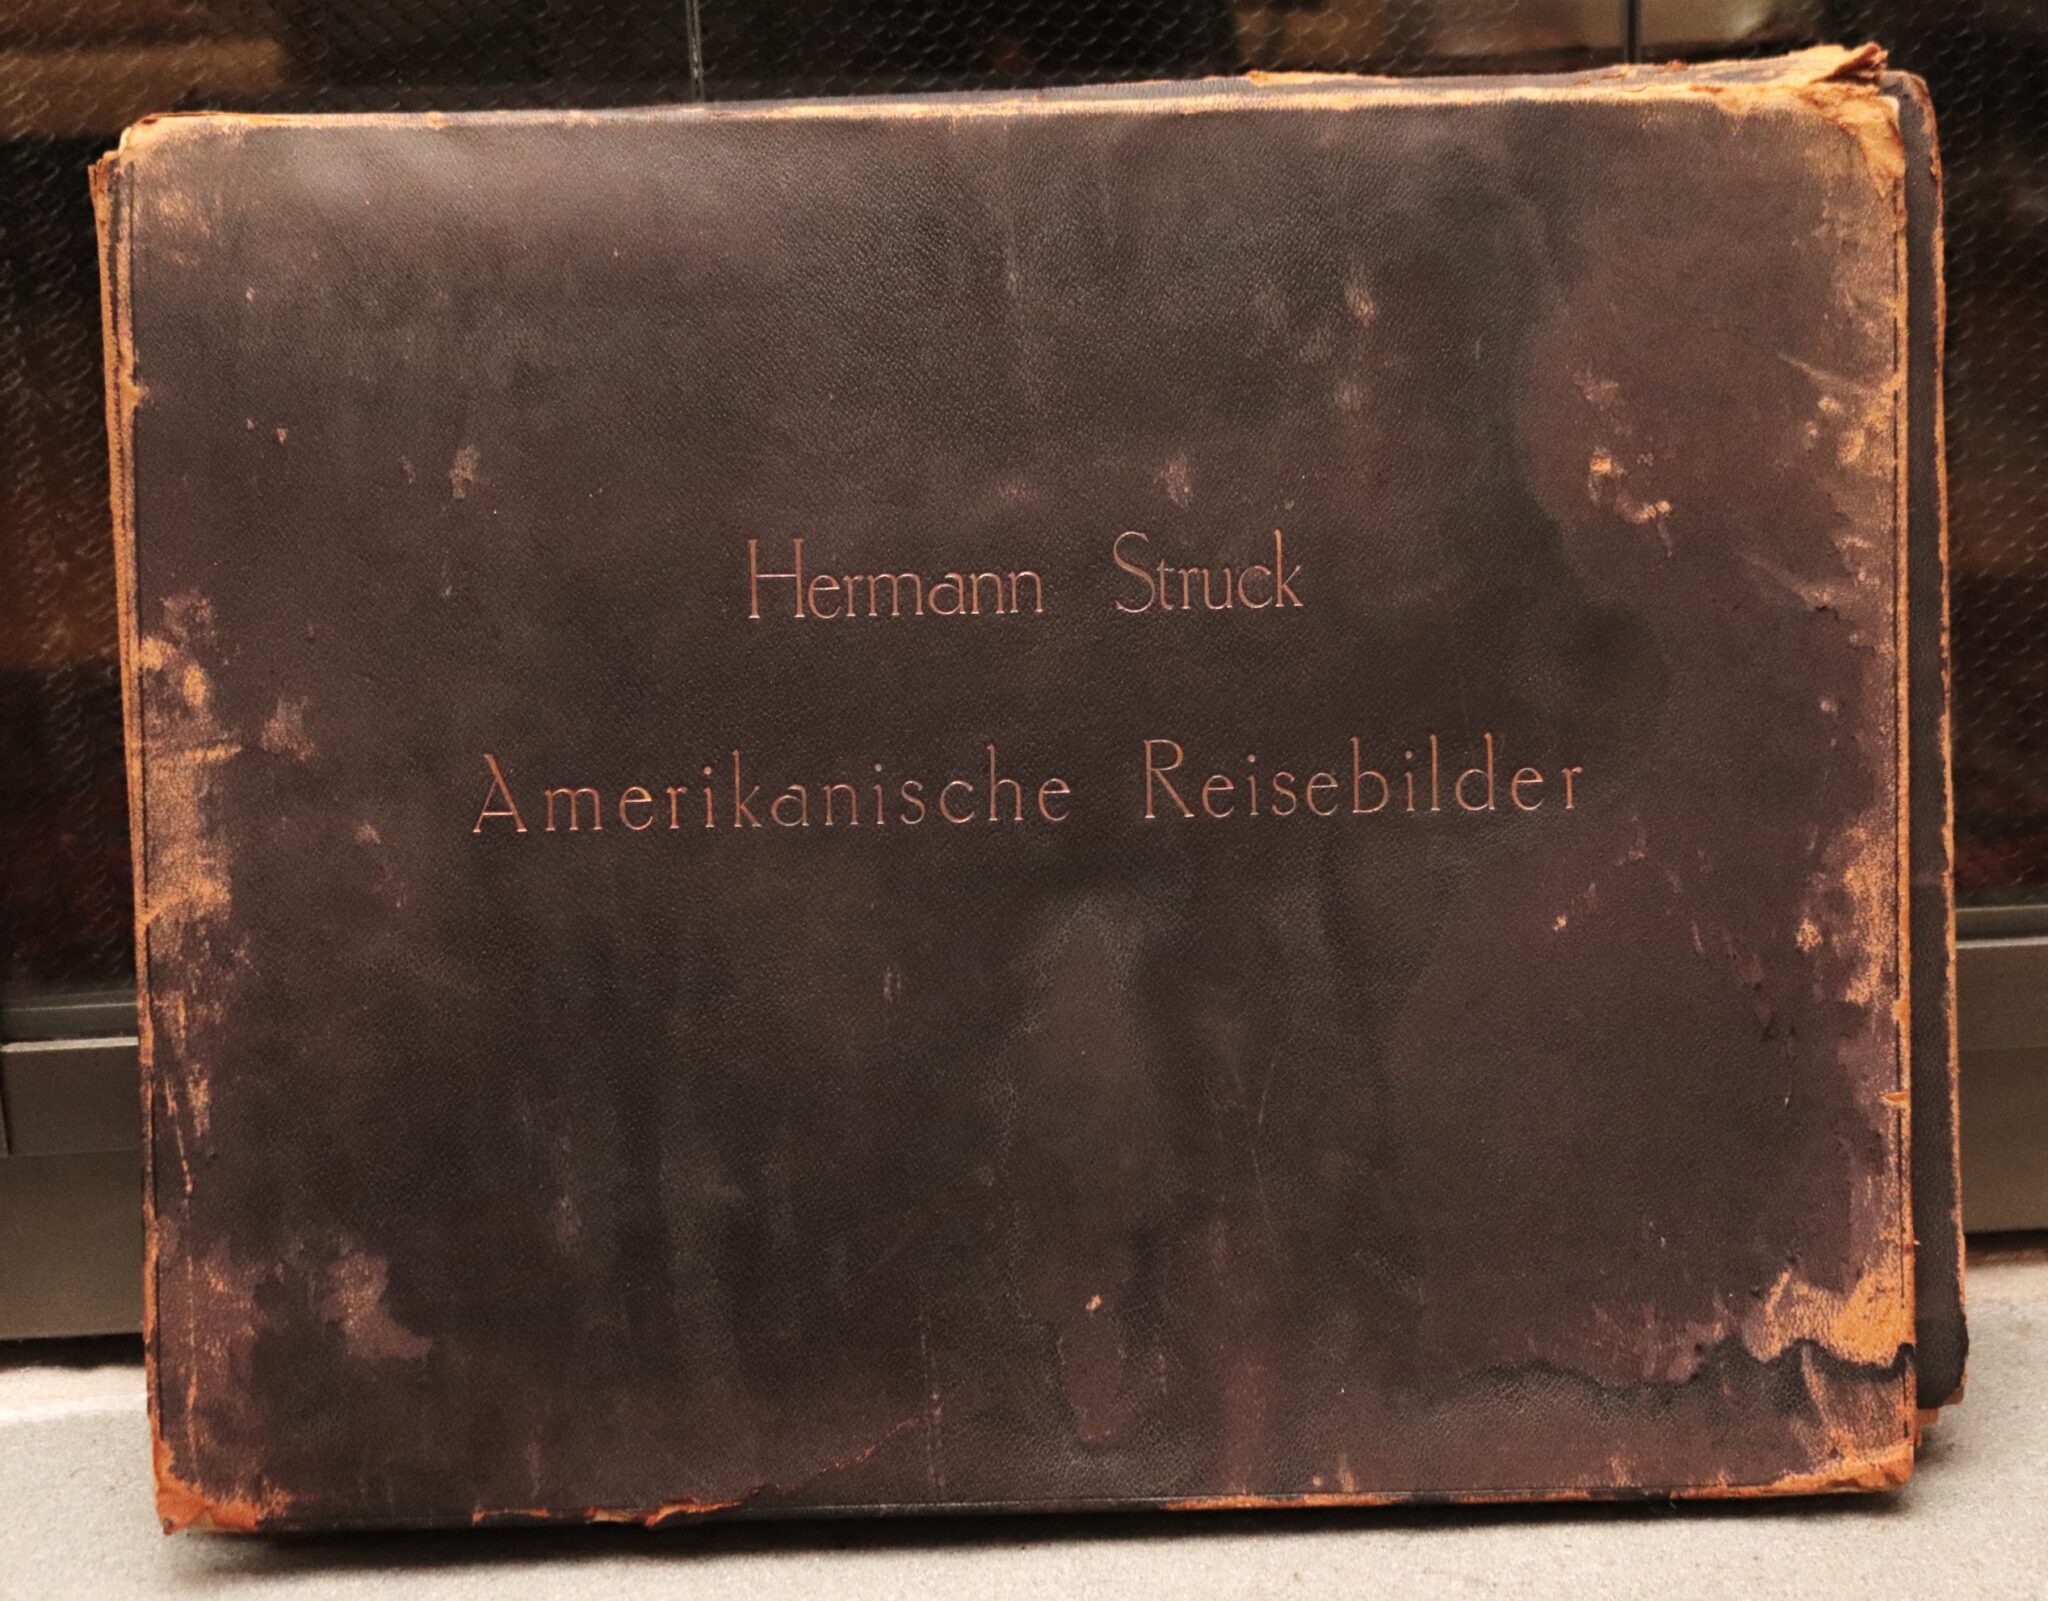 Hermann Struck
Amerikanische Reisebilder